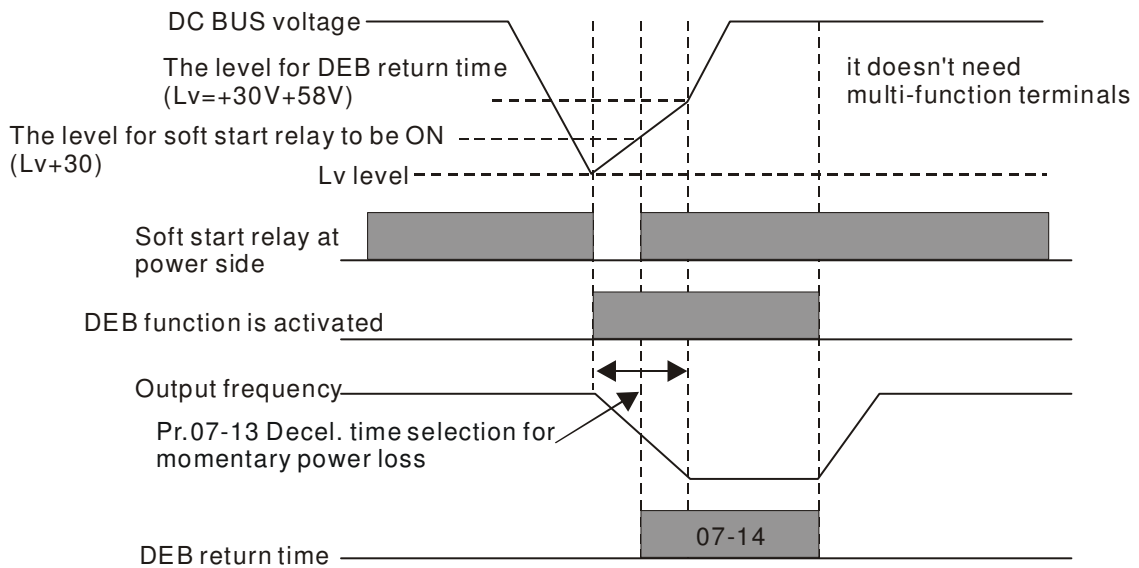 DC BUS voltage
The level for DEB return time
(Lv=+30V+58V)
it doesn't need
multi-function terminals
The level for soft start relay to be ON
(Lv+30)
Lv level
Soft start relay at
power side
DEB function is activated
Output frequency
Pr.07-13 Decel. time selection for
momentary power loss
07-14
DEB return time